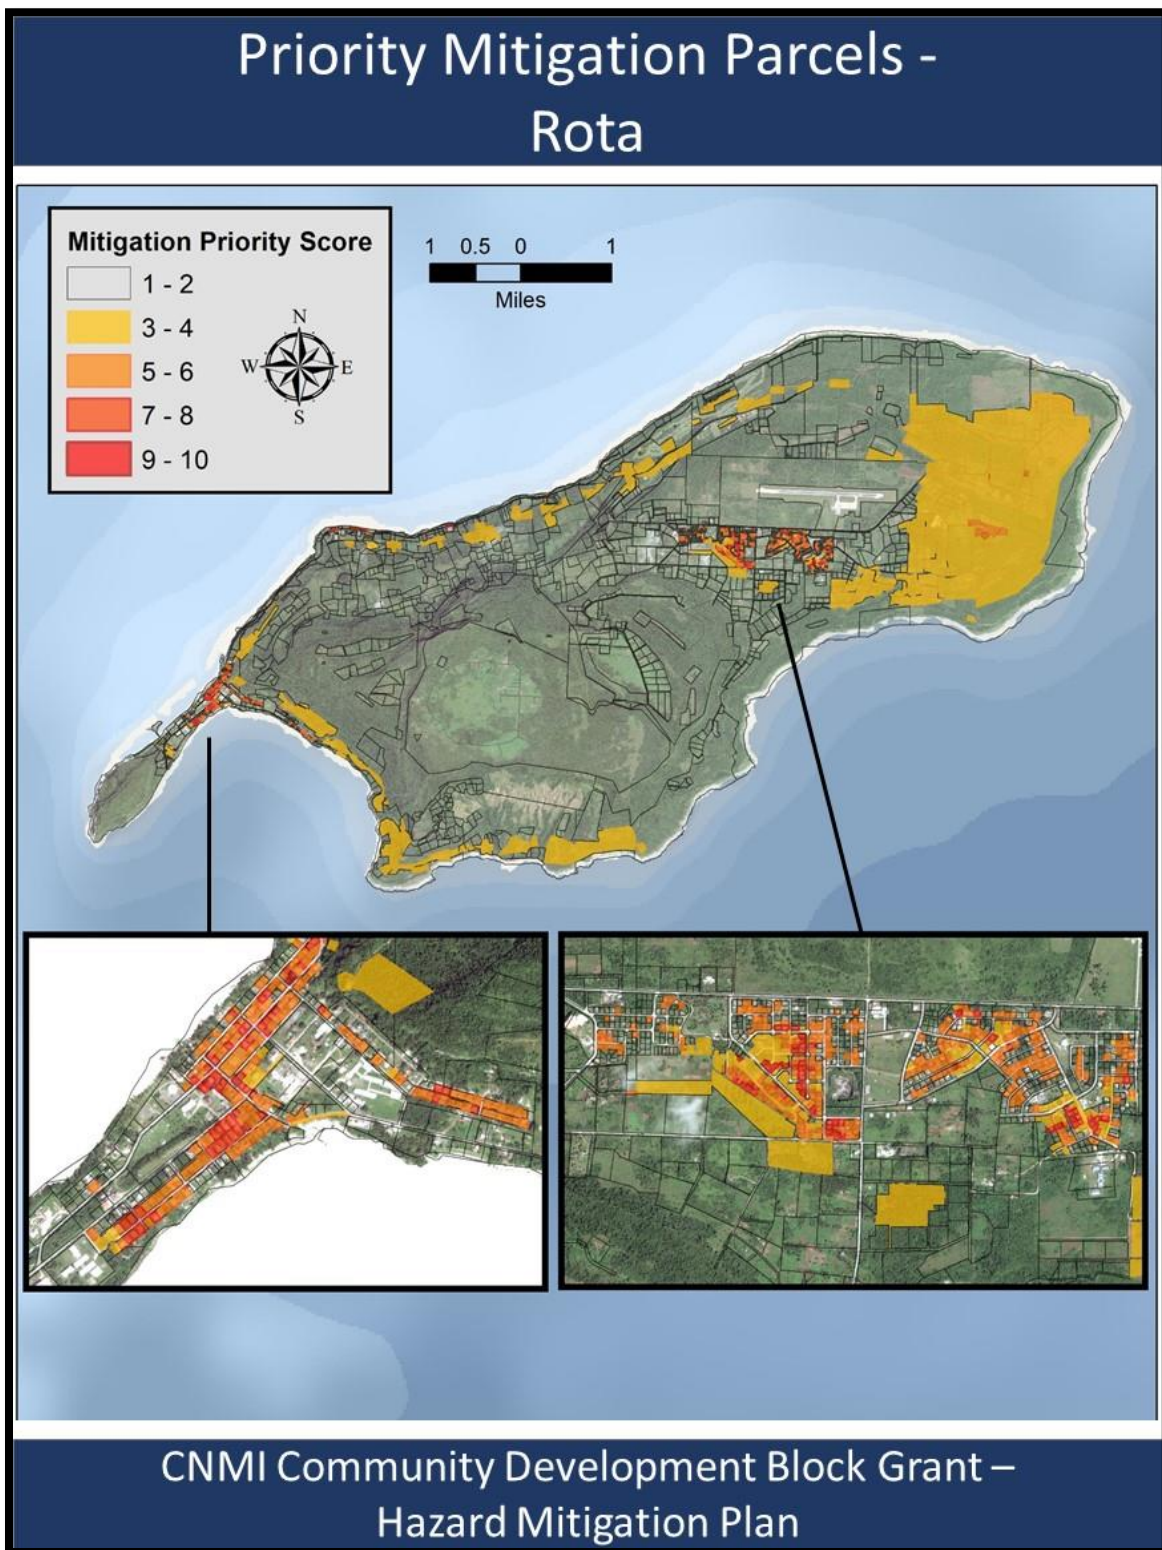 Priority Mitigation Parcels -
Rota
Mitigation Priority Score
1 - 2
3 - 4
5 - 6
7 - 8
9 - 10
N
W
E
S
1 0.5 0 1
Miles
CNMI Community Development Block Grant –
Hazard Mitigation Plan